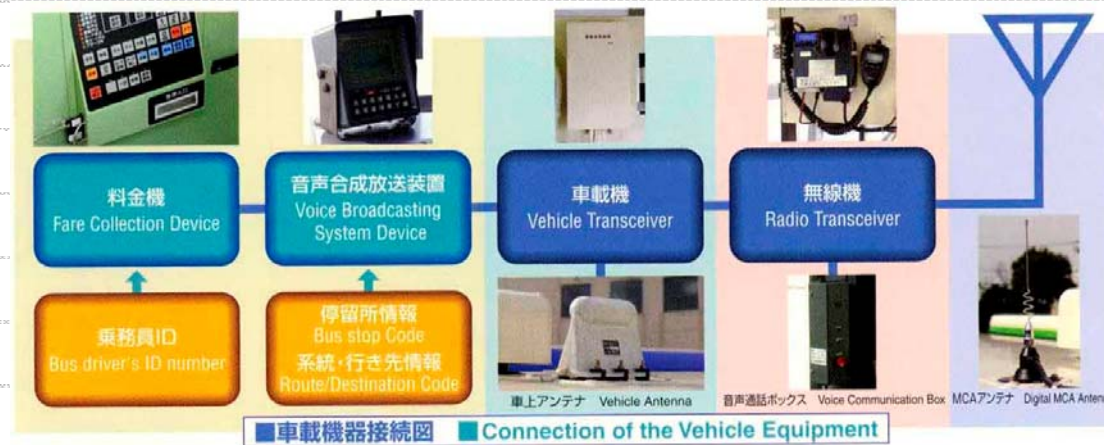 料金機
Fare Collection Device
音声合成放送装置
Voice Broadcasting
System Device
車載機
Vehicle Transceiver
無線機
Radio Transceiver
乗務員ID
Bus driver's ID number
停留所情報
Bus stop Code
系統・行き先情報
Route/Destination Code
車上アンテナ Vehicle Antenna
音声通話ボックス Voice Communication Box
MCAアンテナ Digital MCA Antenn
■車載機器接続図 ■Connection of the Vehicle Equipment